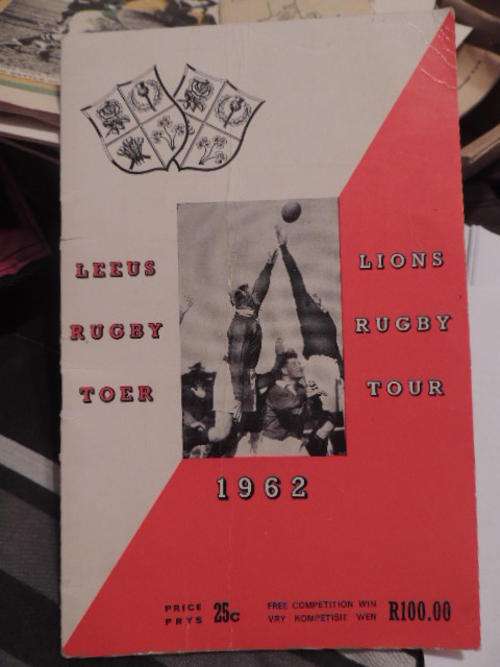 LEEUS
RUGBY
TOER
LIONS
RUGBY
TOUR
1962
PRICE
PRYS
25c
FREE COMPETITION WIN
VRY KOMPETISIE WEN
R100.00